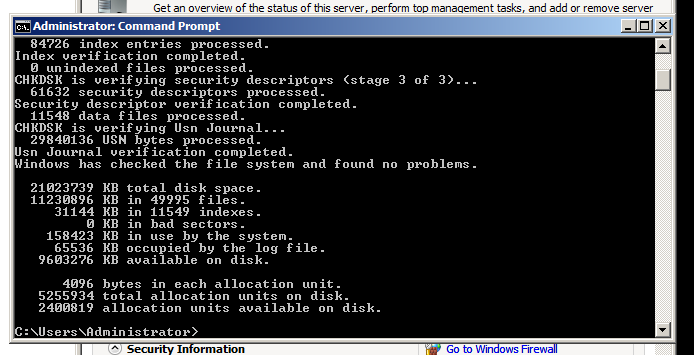 Get an overview of the status of this server, perform top management tasks, and add or remove server
Administrator: Command Prompt
84726 index entries processed.
Index verification completed.
0 unindexed files processed.
CHKDSK is verifying security descriptors (stage 3 of 3)...
61632 security descriptors processed.
Security descriptor verification completed.
11548 data files processed.
CHKDSK is verifying Usn Journal...
29840136 USN bytes processed.
Usn Journal verification completed.
Windows has checked the file system and found no problems.
21023739 KB total disk space.
11230896 KB in 49995 files.
31144 KB in 11549 indexes.
0 KB in bad sectors.
158423 KB in use by the system.
65536 KB occupied by the log file.
9603276 KB available on disk.
4096 bytes in each allocation unit.
5255934 total allocation units on disk.
2400819 allocation units available on disk.
C:\Users\Administrator>
Security Information
Go to Windows Firewall